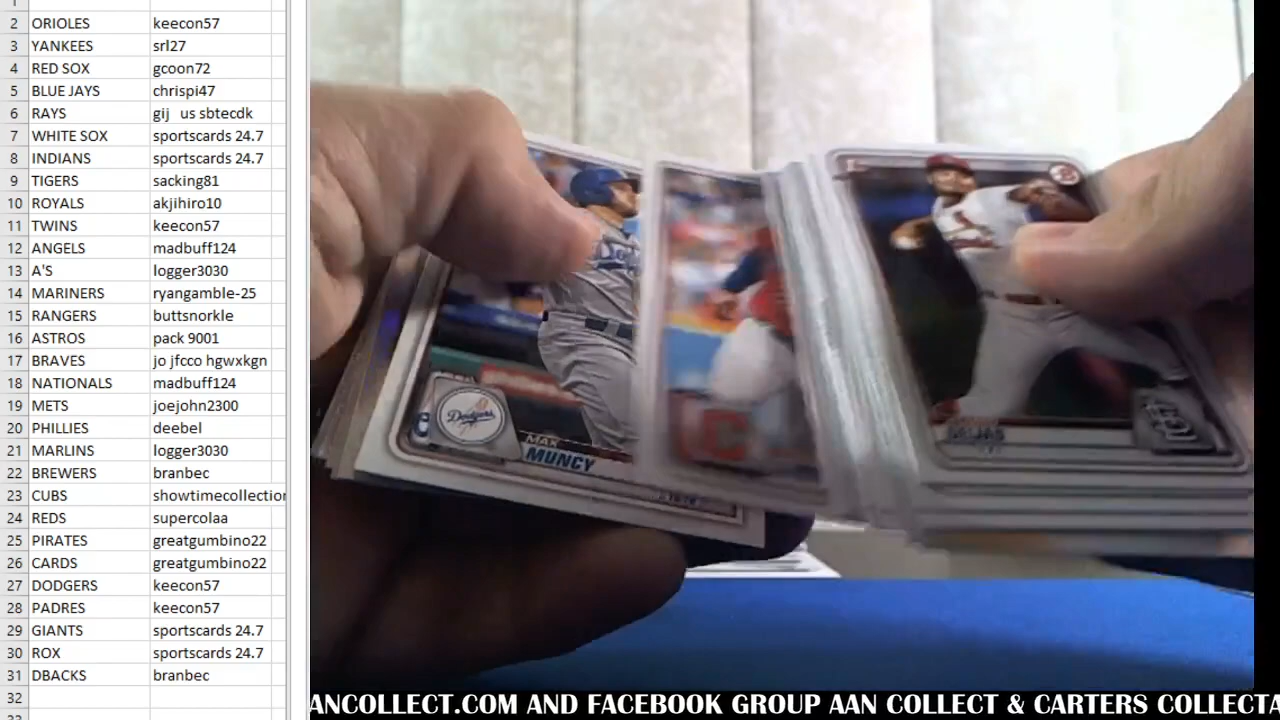 1
2 ORIOLES keecon57
3 YANKEES srl27
4 RED SOX gcoon72
5 BLUE JAYS chrispi47
6 RAYS gij us sbtecdk
7 WHITE SOX sportscards 24.7
8 INDIANS sportscards 24.7
9 TIGERS sacking81
10 ROYALS akjihiro10
11 TWINS keecon57
12 ANGELS madbuff124
13 A'S logger3030
14 MARINERS ryangamble-25
15 RANGERS buttsnorkle
16 ASTROS pack 9001
17 BRAVES jo jfcco hgwxkgn
18 NATIONALS madbuff124
19 METS joejohn2300
20 PHILLIES deebel
21 MARLINS logger3030
22 BREWERS branbec
23 CUBS showtimecollection
24 REDS supercolaa
25 PIRATES greatgumbino22
26 CARDS greatgumbino22
27 DODGERS keecon57
28 PADRES keecon57
29 GIANTS sportscards 24.7
30 ROX sportscards 24.7
31 DBACKS branbec
32
33
Dodgers
MAX
MUNCY
ANCOLLECT.COM AND FACEBOOK GROUP AAN COLLECT & CARTERS COLLECTA